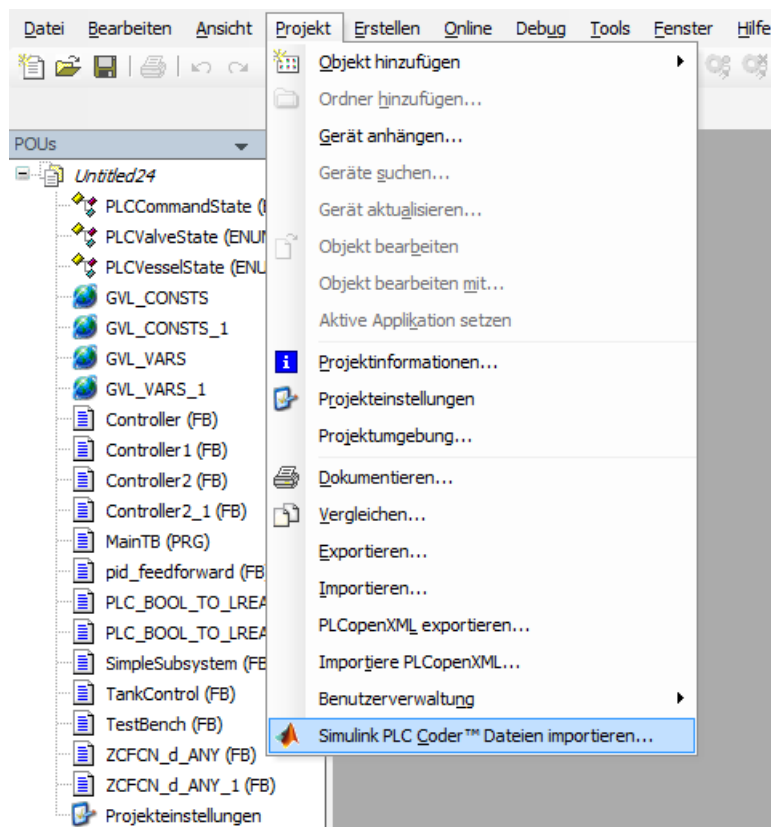 Datei Bearbeiten Ansicht Projekt Erstellen Online Debug Tools Fenster Hilfe
POUs
Untitled24
PLCCommandState (
PLCValveState (ENU
PLCVesselState (ENU
GVL_CONSTS
GVL_CONSTS_1
GVL_VARS
GVL_VARS_1
Controller (FB)
Controller1 (FB)
Controller2 (FB)
Controller2_1 (FB)
MainTB (PRG)
pid_feedforward (FB
PLC_BOOL_TO_LREA
PLC_BOOL_TO_LREA
SimpleSubsystem (FB
TankControl (FB)
TestBench (FB)
ZCFCN_d_ANY (FB)
ZCFCN_d_ANY_1 (FB)
Projekteinstellungen
Objekt hinzufügen
Ordner hinzufügen...
Gerät anhängen...
Geräte suchen...
Gerät aktualisieren...
Objekt bearbeiten
Objekt bearbeiten mit...
Aktive Applikation setzen
Projektinformationen...
Projekteinstellungen
Projektumgebung...
Dokumentieren...
Vergleichen...
Exportieren...
Importieren...
PLCopenXML exportieren...
Importiere PLCopenXML...
Benutzerverwaltung
Simulink PLC Coder™ Dateien importieren...